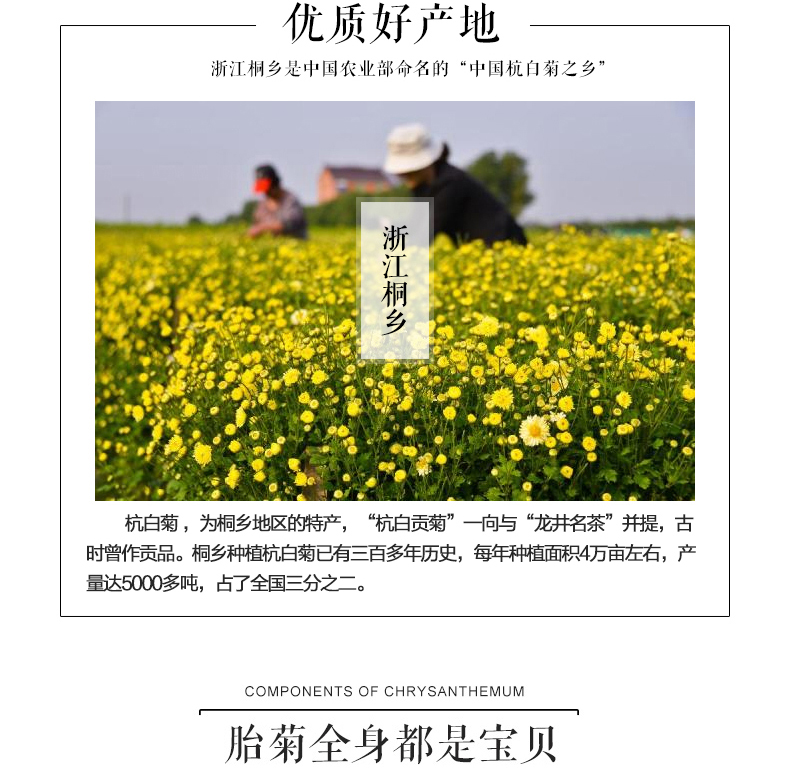 优质好产地
浙江桐乡是中国农业部命名的“中国杭白菊之乡”
浙江桐乡
杭白菊，为桐乡地区的特产，“杭白贡菊”一向与“龙井名茶”并提，古
时曾作贡品。桐乡种植杭白菊已有三百多年历史，每年种植面积4万亩左右，产
量达5000多吨，占了全国三分之二。
COMPONENTS OF CHRYSANTHEMUM
胎菊全身都是宝贝